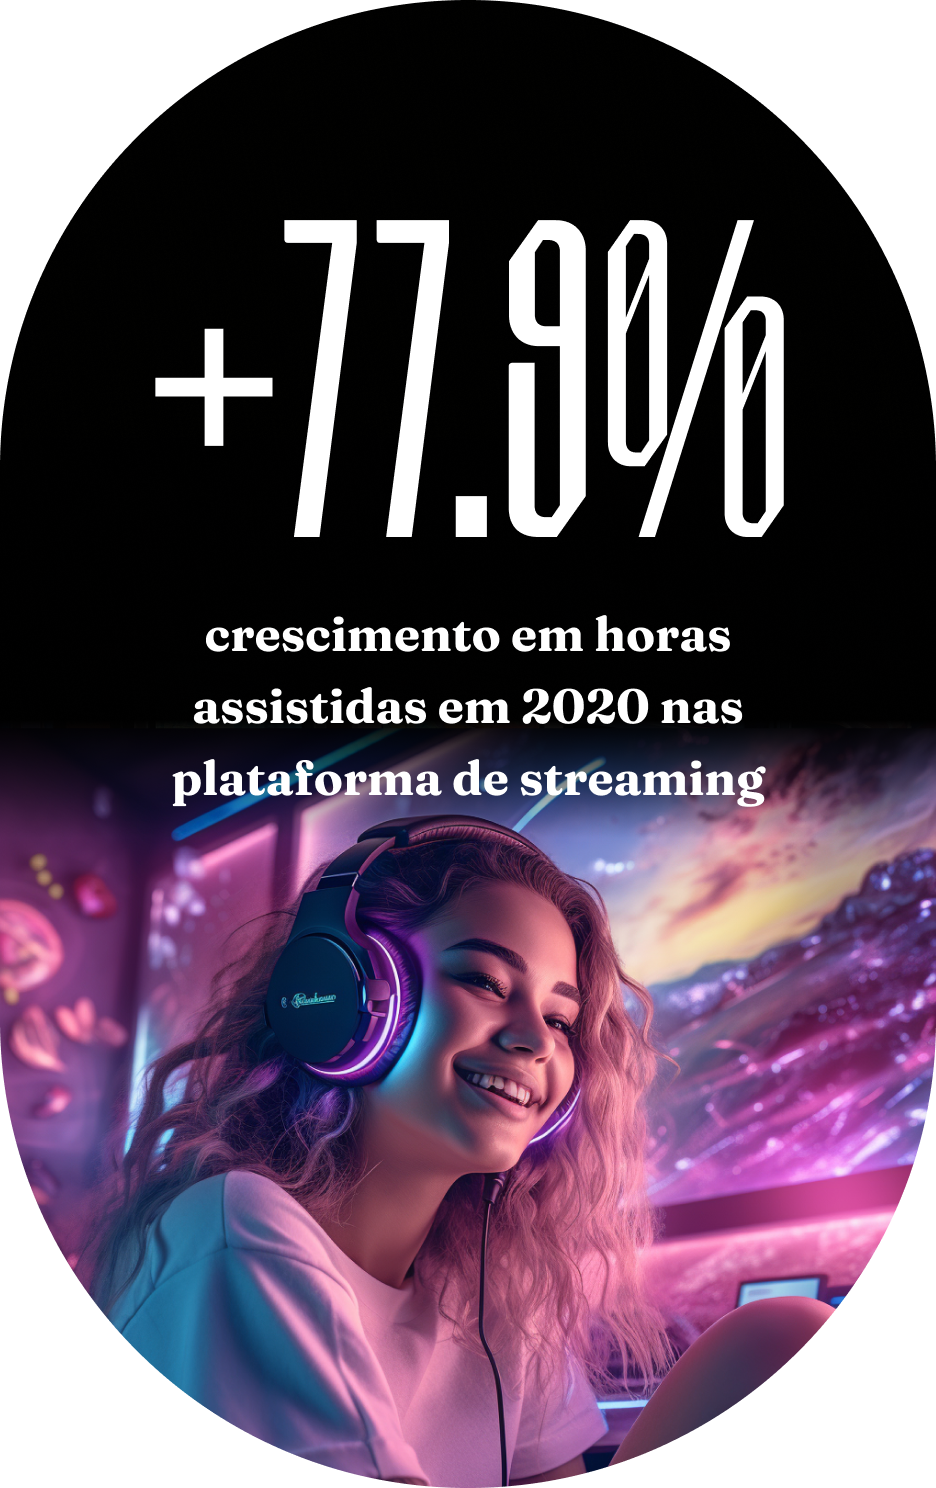 +77.9%
crescimento em horas
assistidas em 2020 nas
plataforma de streaming